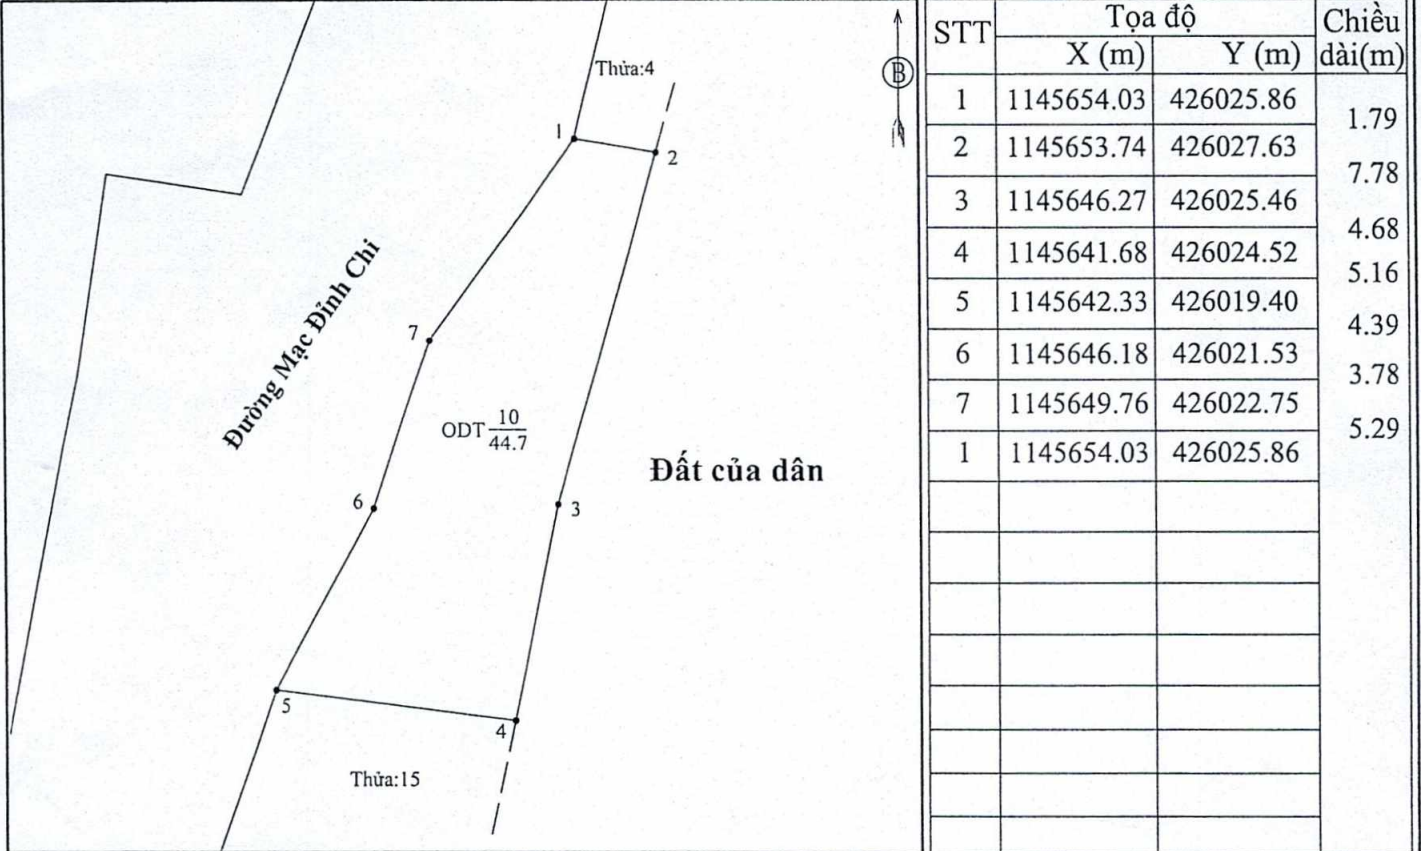 Thửa:4
B
1
2
Đường Mạc Đỉnh Chi
7
ODT 10
44.7
Đất của dân
6
3
5
4
Thửa:15
STT Tọa độ Chiều dài(m)
X (m) Y (m)
1 1145654.03 426025.86
1.79
2 1145653.74 426027.63
7.78
3 1145646.27 426025.46
4.68
4 1145641.68 426024.52
5.16
5 1145642.33 426019.40
4.39
6 1145646.18 426021.53
3.78
7 1145649.76 426022.75
5.29
1 1145654.03 426025.86